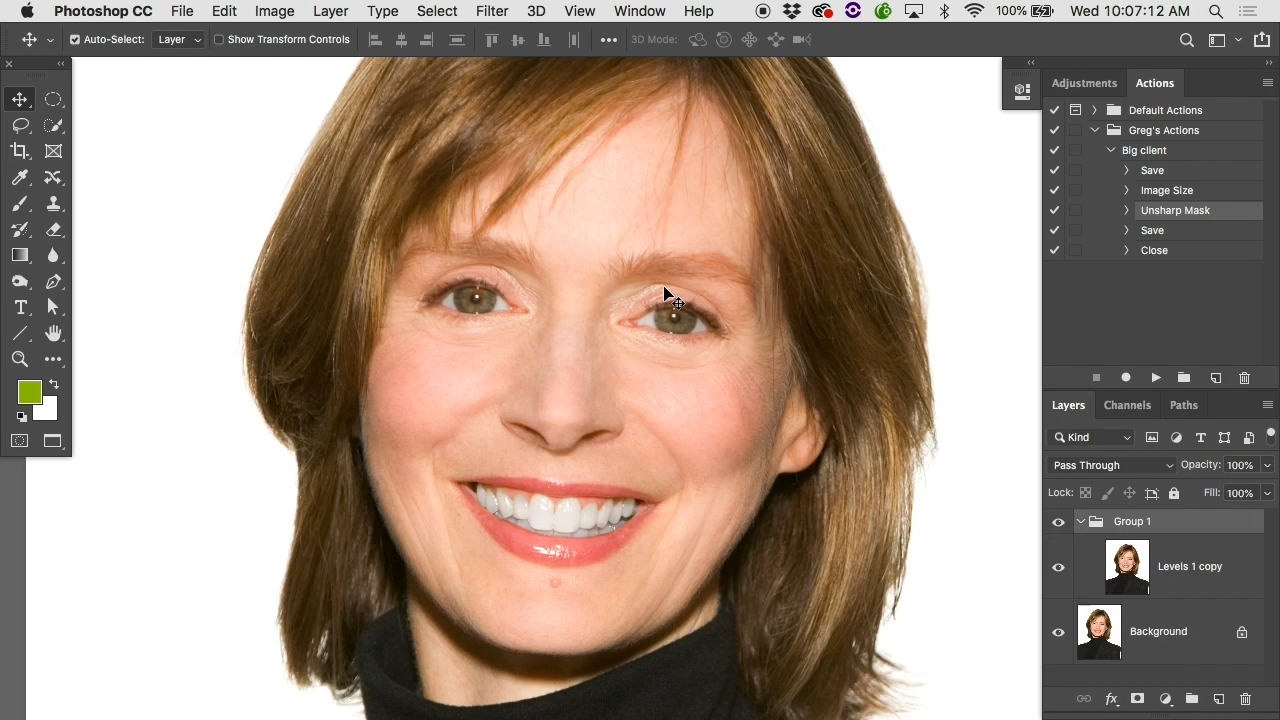 Photoshop CC File Edit Image Layer Type Select Filter 3D View Window Help 100% Wed 10:07:12 AM
Auto-Select: Layer Show Transform Controls 3D Mode:
Adjustments Actions
Default Actions
Greg's Actions
Big client
Save
Image Size
Unsharp Mask
Save
Close
Layers Channels Paths
Kind
Pass Through Opacity: 100%
Lock: Fill: 100%
Group 1
Levels 1 copy
Background